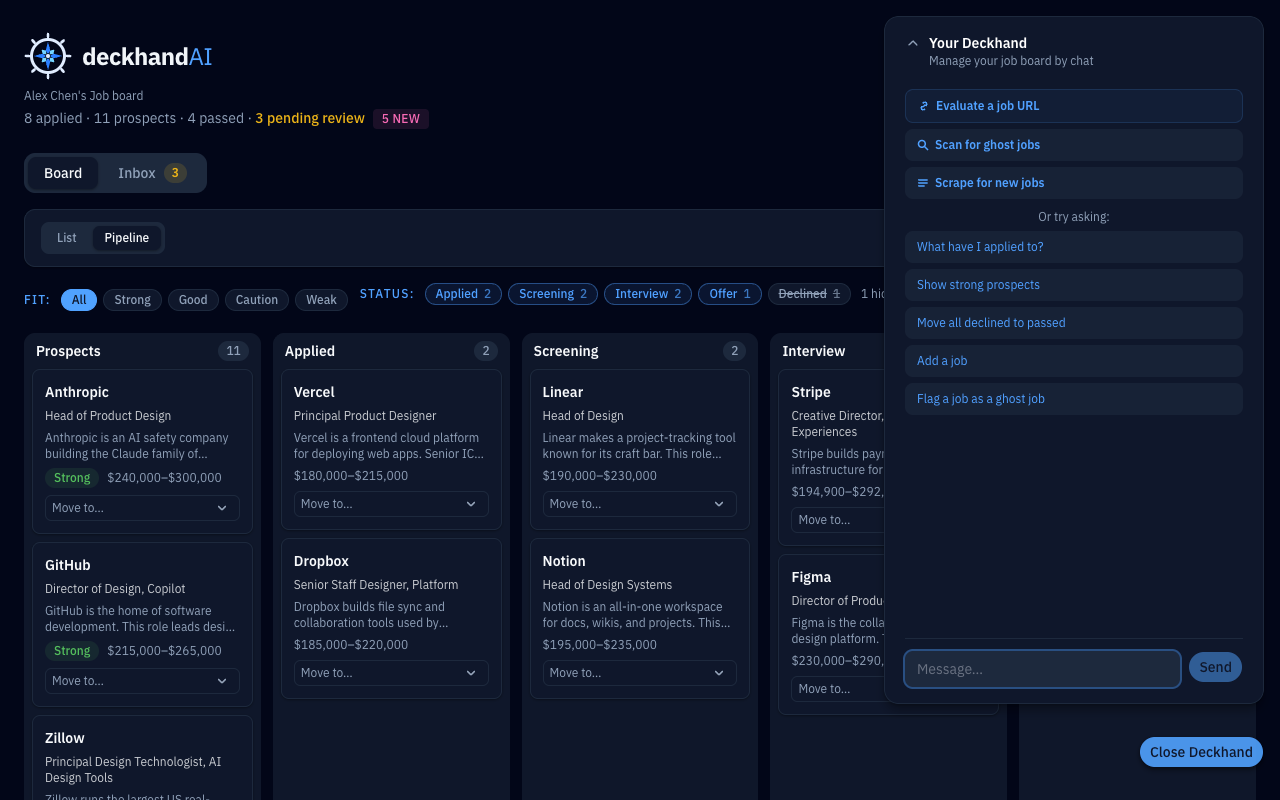 deckhandAI
Alex Chen's Job board
8 applied · 11 prospects · 4 passed · 3 pending review 5 NEW
Board
Inbox 3
List
Pipeline
FIT:
All
Strong
Good
Caution
Weak
STATUS:
Applied 2
Screening 2
Interview 2
Offer 1
Declined 1
1
Prospects 11
Anthropic
Head of Product Design
Anthropic is an AI safety company
building the Claude family of…
Strong $240,000–$300,000
Move to…
GitHub
Director of Design, Copilot
GitHub is the home of software
development. This role leads desi…
Strong $215,000–$265,000
Move to…
Zillow
Principal Design Technologist, AI
Design Tools
Zillow runs the largest US real-
Applied 2
Vercel
Principal Product Designer
Vercel is a frontend cloud platform
for deploying web apps. Senior IC…
$180,000–$215,000
Move to…
Dropbox
Senior Staff Designer, Platform
Dropbox builds file sync and
collaboration tools used by…
$185,000–$220,000
Move to…
Screening 2
Linear
Head of Design
Linear makes a project-tracking tool
known for its craft bar. This role…
$190,000–$230,000
Move to…
Notion
Head of Design Systems
Notion is an all-in-one workspace
for docs, wikis, and projects. This…
$195,000–$235,000
Move to…
Interview
Stripe
Creative Director,
Experiences
Stripe builds
infrastructure for
$194,900–$292,
Move to…
Figma
Director of
Figma is the
design platform.
$230,000–$290,
Move to…
Your Deckhand
Manage your job board by chat
Evaluate a job URL
Scan for ghost jobs
Scrape for new jobs
Or try asking:
What have I applied to?
Show strong prospects
Move all declined to passed
Add a job
Flag a job as a ghost job
Message…
Send
Close Deckhand